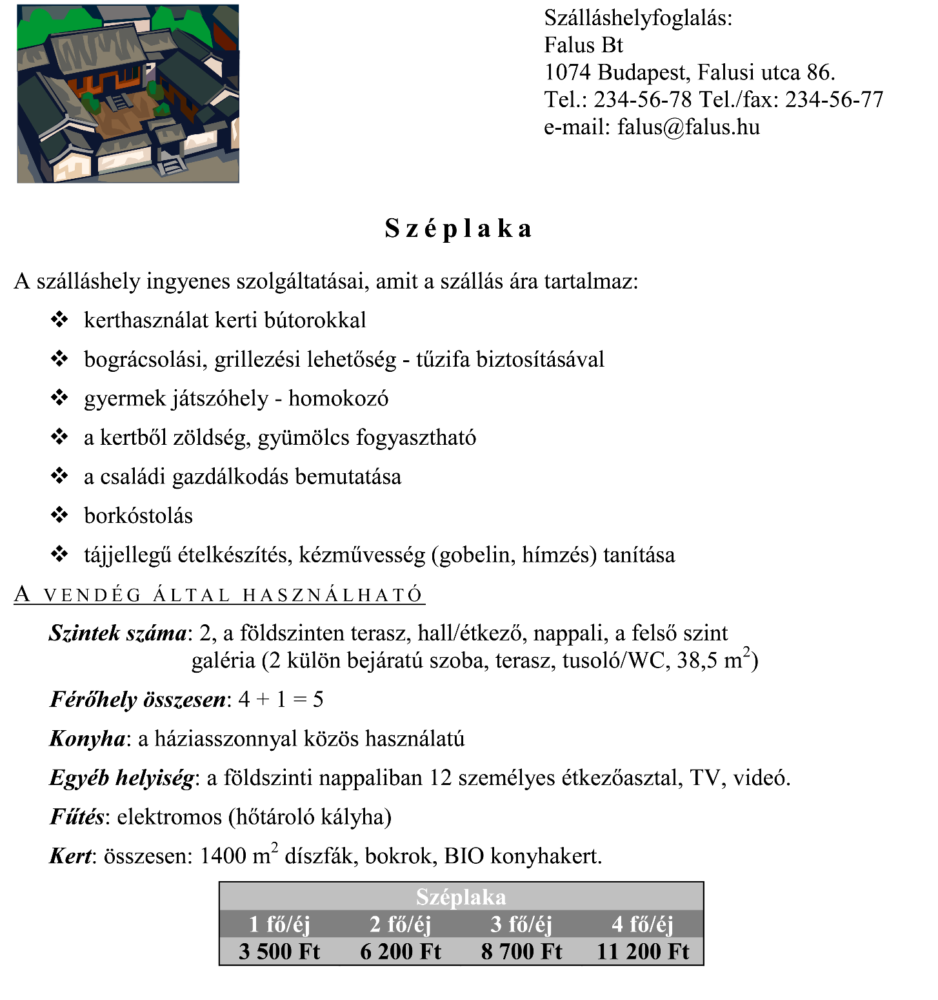 Szálláshelyfoglalás:
Falus Bt
1074 Budapest, Falusi utca 86.
Tel.: 234-56-78 Tel./fax: 234-56-77
e-mail: falus@falus.hu
Széplaka
A szálláshely ingyenes szolgáltatásai, amit a szállás ára tartalmaz:
❖ kerthasználat kerti bútorokkal
❖ bográcsolási, grillezési lehetőség - tűzifa biztosításával
❖ gyermek játszóhely - homokozó
❖ a kertből zöldség, gyümölcs fogyasztható
❖ a családi gazdálkodás bemutatása
❖ borkóstolás
❖ tájjellegű ételkészítés, kézművesség (gobelin, hímzés) tanítása
A VENDÉG ÁLTAL HASZNÁLHATÓ
Szintek száma: 2, a földszinten terasz, hall/étkező, nappali, a felső szint
galéria (2 külön bejáratú szoba, terasz, tusoló/WC, 38,5 m²)
Férőhely összesen: 4 + 1 = 5
Konyha: a háziasszonnyal közös használatú
Egyéb helyiség: a földszinti nappaliban 12 személyes étkezőasztal, TV, videó.
Fűtés: elektromos (hőtároló kályha)
Kert: összesen: 1400 m² díszfák, bokrok, BIO konyhakert.
Széplaka
1 fő/éj 2 fő/éj 3 fő/éj 4 fő/éj
3 500 Ft 6 200 Ft 8 700 Ft 11 200 Ft